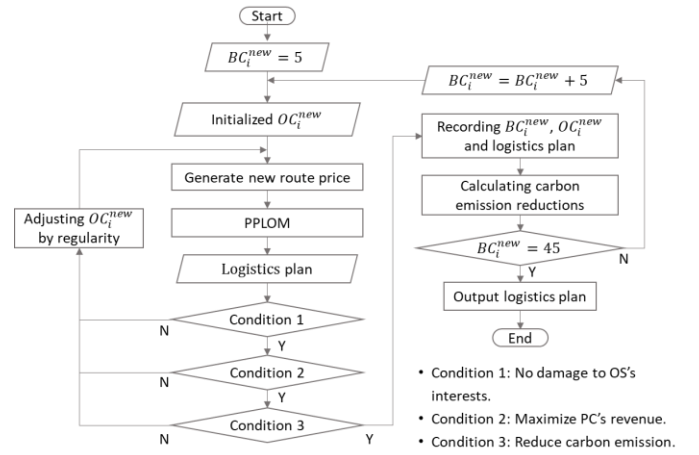 Start
$BC_i^{new} = 5$
$BC_i^{new} = BC_i^{new} + 5$
Initialized $OC_i^{new}$
Recording $BC_i^{new}$, $OC_i^{new}$
and logistics plan
Generate new route price
Calculating carbon
emission reductions
Adjusting $OC_i^{new}$
by regularity
PPLOM
$BC_i^{new} = 45$
N
Logistics plan
Y
Output logistics plan
Condition 1
N
Y
End
Condition 2
N
Y
Condition 3
N
Y
• Condition 1: No damage to OS's
interests.
• Condition 2: Maximize PC's revenue.
• Condition 3: Reduce carbon emission.